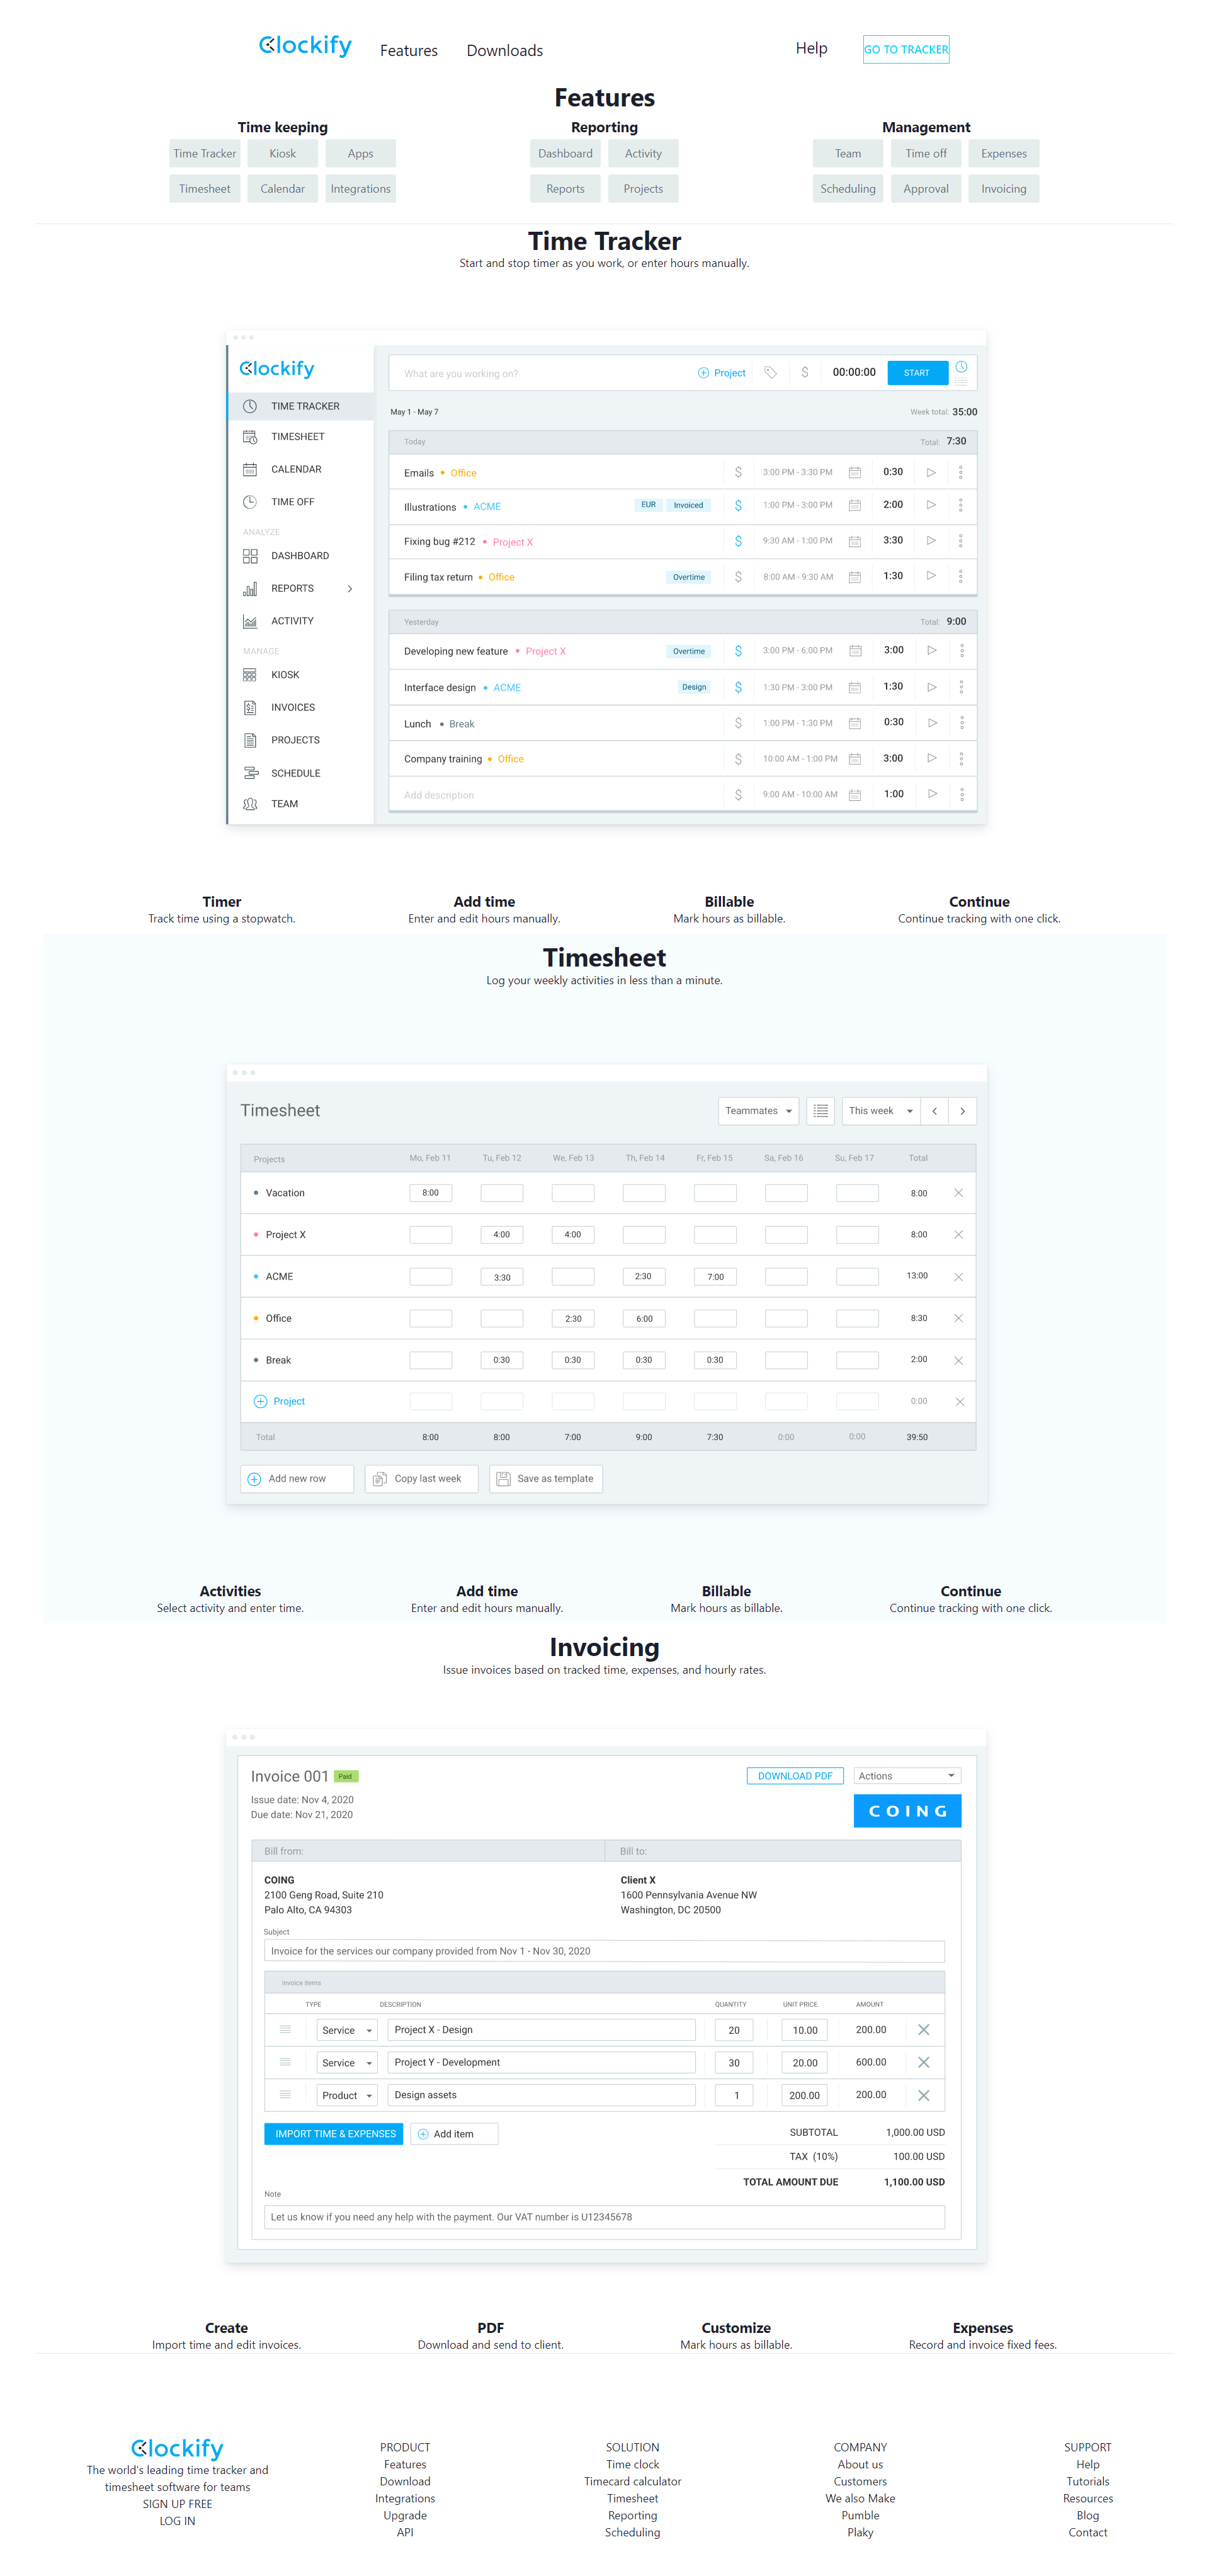 Clockify Features Downloads Help GO TO TRACKER
Features
Time keeping Reporting Management
Time Tracker Kiosk Apps Dashboard Activity Team Time off Expenses
Timesheet Calendar Integrations Reports Projects Scheduling Approval Invoicing
Time Tracker
Start and stop timer as you work, or enter hours manually.
Clockify
TIME TRACKER
TIMESHEET
CALENDAR
TIME OFF
ANALYZE
DASHBOARD
REPORTS
ACTIVITY
MANAGE
KIOSK
INVOICES
PROJECTS
SCHEDULE
TEAM
What are you working on? Project $ 00:00:00 START
May 1 - May 7 Week total: 35:00
Today Total: 7:30
Emails • Office $ 3:00 PM - 3:30 PM 0:30
Illustrations • ACME EUR Invoiced $ 1:00 PM - 3:00 PM 2:00
Fixing bug #212 • Project X $ 9:30 AM - 1:00 PM 3:30
Filing tax return • Office Overtime $ 8:00 AM - 9:30 AM 1:30
Yesterday Total: 9:00
Developing new feature • Project X Overtime $ 3:00 PM - 6:00 PM 3:00
Interface design • ACME Design $ 1:30 PM - 3:00 PM 1:30
Lunch • Break $ 1:00 PM - 1:30 PM 0:30
Company training • Office $ 10:00 AM - 1:00 PM 3:00
Add description $ 9:00 AM - 10:00 AM 1:00
Timer Add time Billable Continue
Track time using a stopwatch. Enter and edit hours manually. Mark hours as billable. Continue tracking with one click.
Timesheet
Log your weekly activities in less than a minute.
Timesheet Teammates This week
Projects Mo, Feb 11 Tu, Feb 12 We, Feb 13 Th, Feb 14 Fr, Feb 15 Sa, Feb 16 Su, Feb 17 Total
• Vacation 8:00 8:00
• Project X 4:00 4:00 8:00
• ACME 3:30 2:30 7:00 13:00
• Office 2:30 6:00 8:30
• Break 0:30 0:30 0:30 0:30 2:00
Project 0:00
Total 8:00 8:00 7:00 9:00 7:30 0:00 0:00 39:50
Add new row Copy last week Save as template
Activities Add time Billable Continue
Select activity and enter time. Enter and edit hours manually. Mark hours as billable. Continue tracking with one click.
Invoicing
Issue invoices based on tracked time, expenses, and hourly rates.
Invoice 001 Paid DOWNLOAD PDF Actions
Issue date: Nov 4, 2020
Due date: Nov 21, 2020
COING
Bill from: Bill to:
COING Client X
2100 Geng Road, Suite 210 1600 Pennsylvania Avenue NW
Palo Alto, CA 94303 Washington, DC 20500
Subject
Invoice for the services our company provided from Nov 1 - Nov 30, 2020
Invoice items
TYPE DESCRIPTION QUANTITY UNIT PRICE AMOUNT
Service Project X - Design 20 10.00 200.00
Service Project Y - Development 30 20.00 600.00
Product Design assets 1 200.00 200.00
IMPORT TIME & EXPENSES Add item
SUBTOTAL 1,000.00 USD
TAX (10%) 100.00 USD
TOTAL AMOUNT DUE 1,100.00 USD
Note
Let us know if you need any help with the payment. Our VAT number is U12345678
Create PDF Customize Expenses
Import time and edit invoices. Download and send to client. Mark hours as billable. Record and invoice fixed fees.
Clockify
The world's leading time tracker and
timesheet software for teams
SIGN UP FREE
LOG IN
PRODUCT
Features
Download
Integrations
Upgrade
API
SOLUTION
Time clock
Timecard calculator
Timesheet
Reporting
Scheduling
COMPANY
About us
Customers
We also Make
Pumble
Plaky
SUPPORT
Help
Tutorials
Resources
Blog
Contact